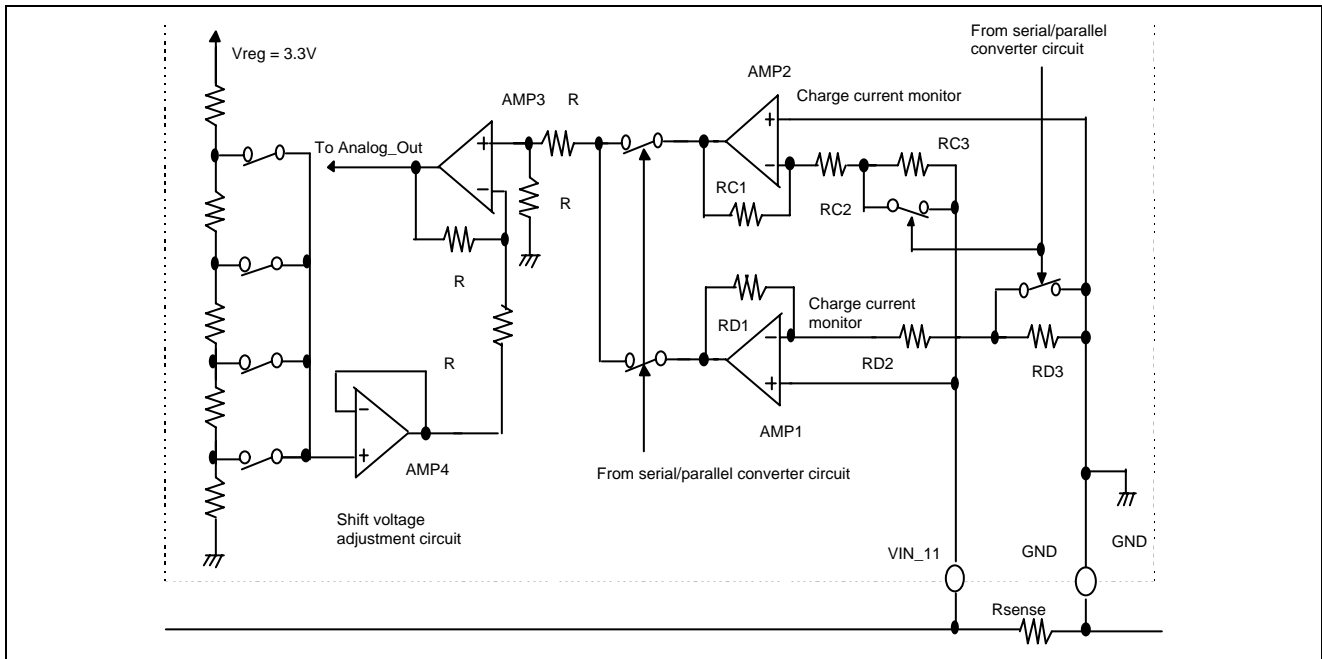 From serial/parallel
converter circuit
Vreg = 3.3V
AMP2
Charge current monitor
AMP3
R
To Analog_Out
RC3
RC1
RC2
R
R
Charge current
monitor
RD1
RD2
RD3
R
AMP1
AMP4
From serial/parallel converter circuit
Shift voltage
adjustment circuit
VIN_11
GND
GND
Rsense